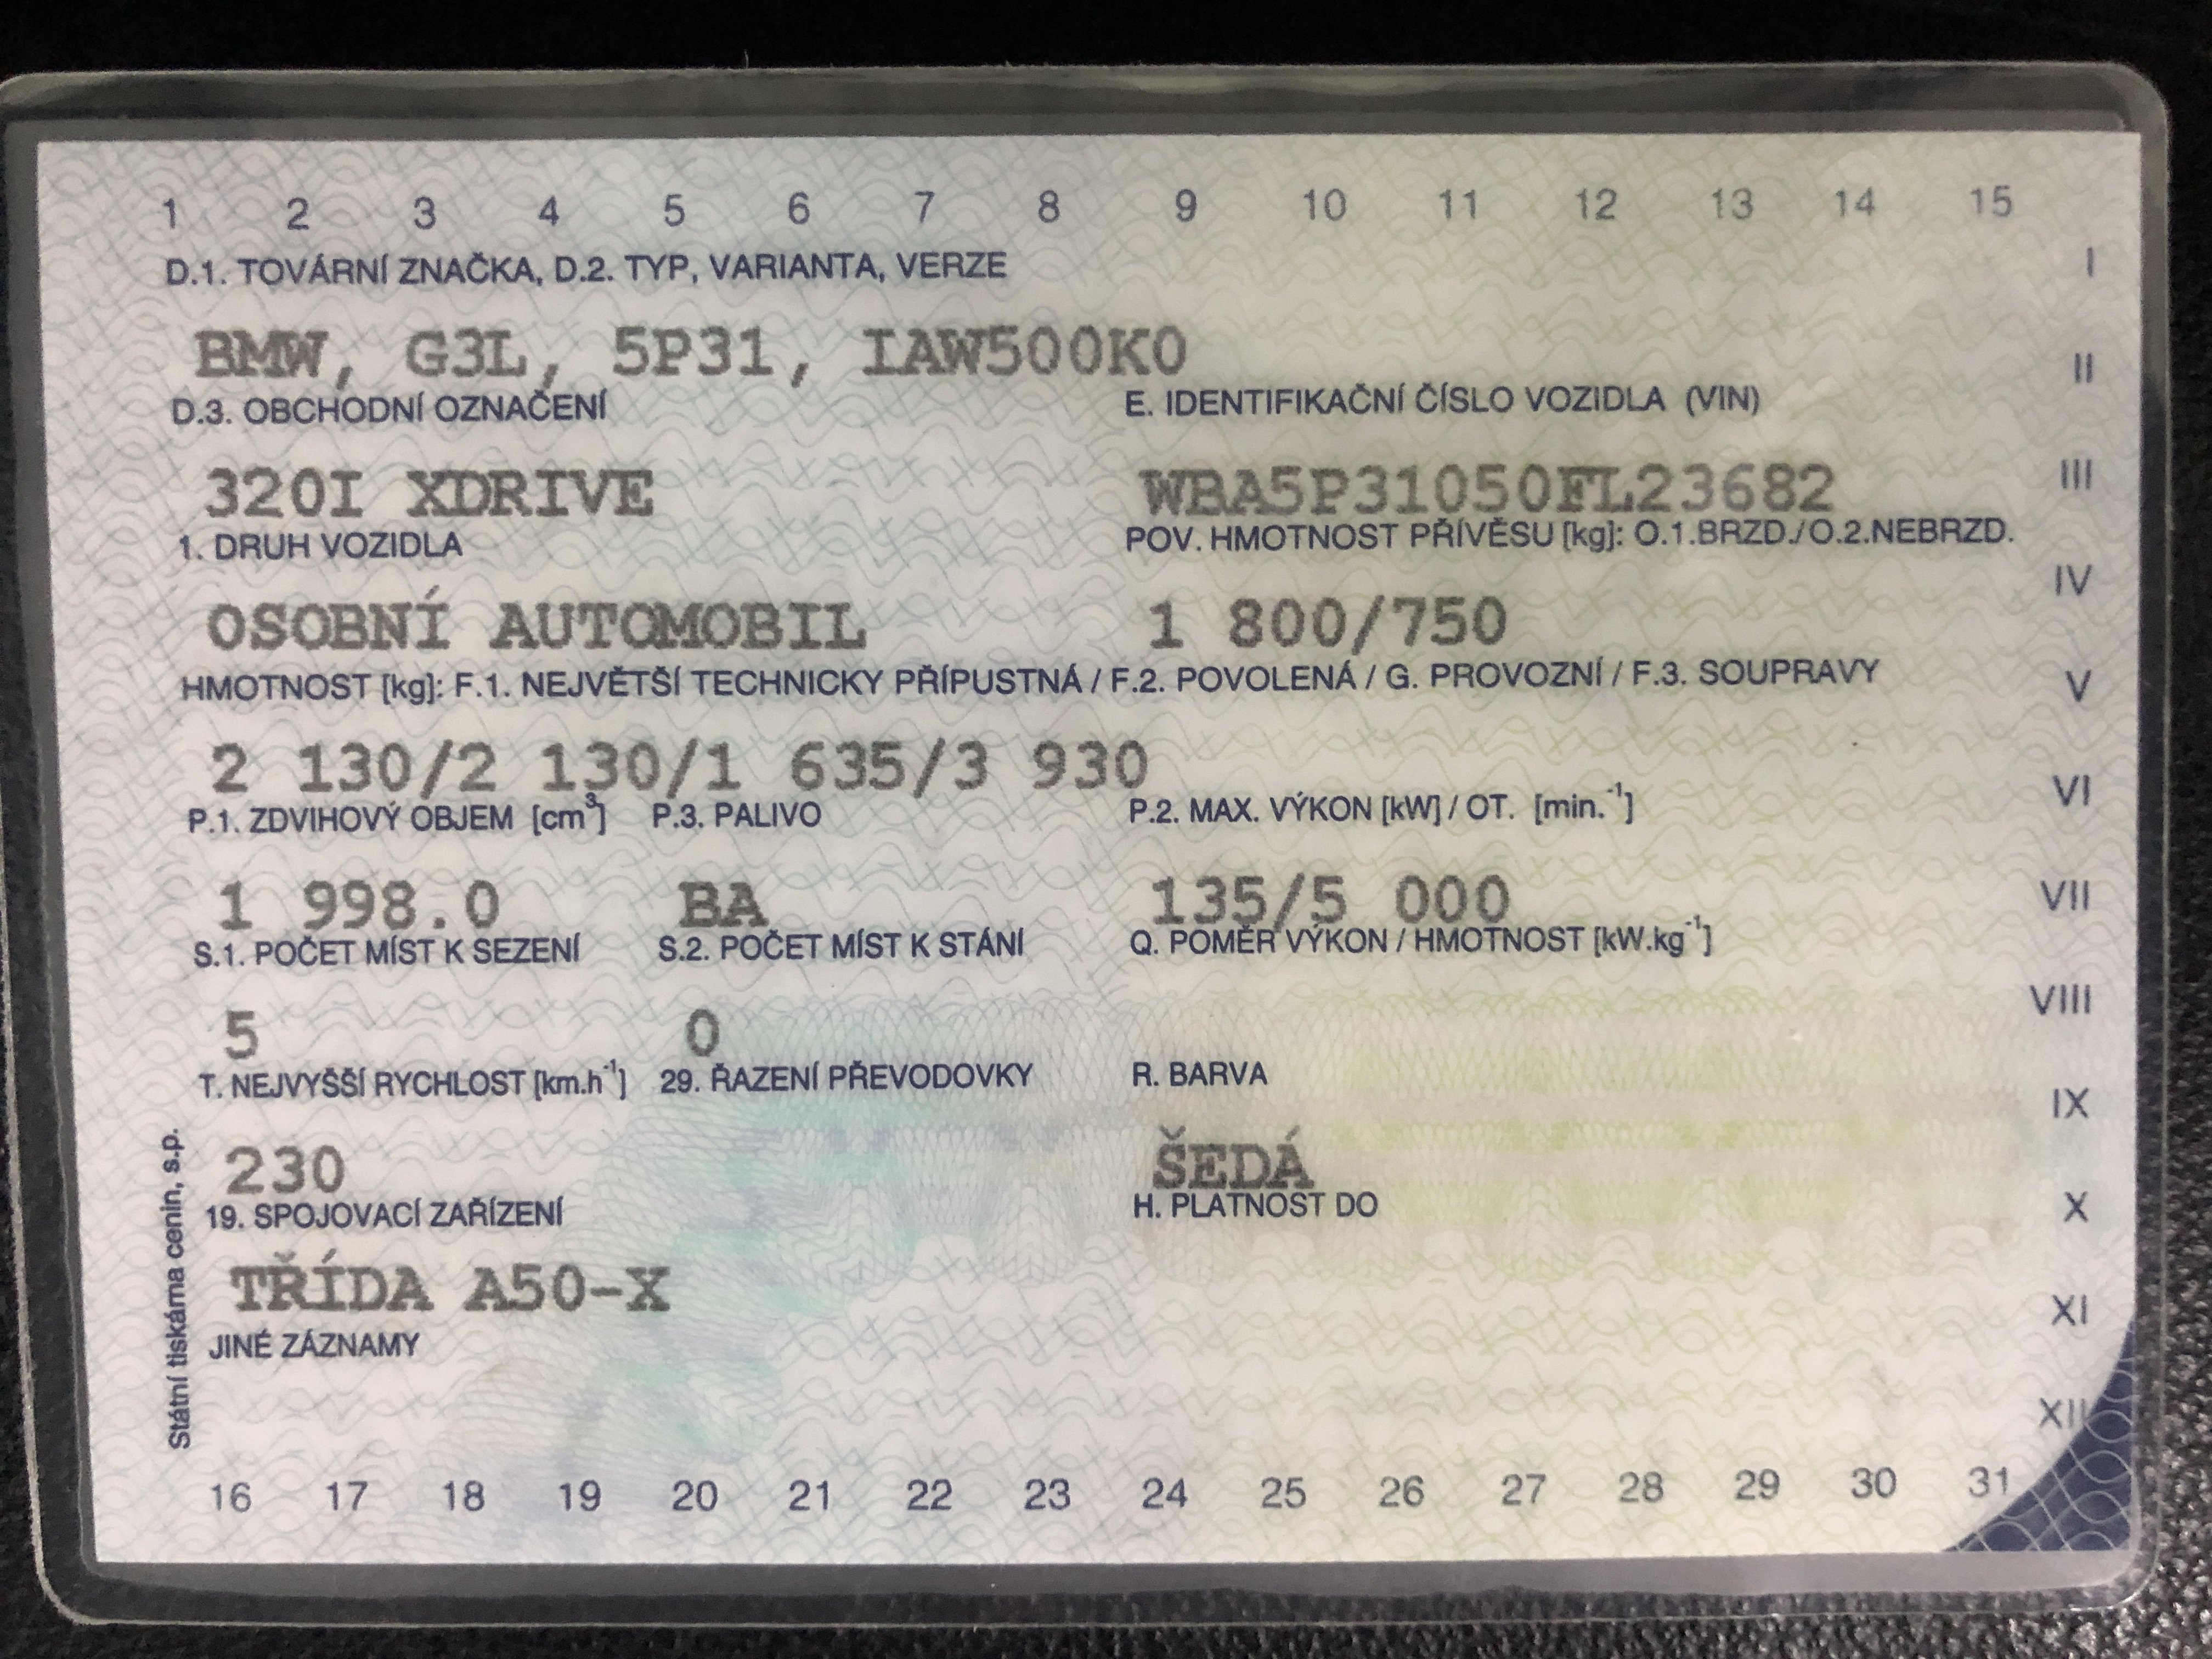 1 2 3 4 5 6 7 8 9 10 11 12 13 14 15
D.1. TOVÁRNÍ ZNAČKA, D.2. TYP, VARIANTA, VERZE
I
BMW, G3L, 5P31, IAW500K0
II
D.3. OBCHODNÍ OZNAČENÍ E. IDENTIFIKAČNÍ ČÍSLO VOZIDLA (VIN)
320I XDRIVE WBA5P31050FL23682
III
1. DRUH VOZIDLA POV. HMOTNOST PŘÍVĚSU [kg]: O.1.BRZD./O.2.NEBRZD.
IV
OSOBNÍ AUTOMOBIL 1 800/750
HMOTNOST [kg]: F.1. NEJVĚTŠÍ TECHNICKY PŘÍPUSTNÁ / F.2. POVOLENÁ / G. PROVOZNÍ / F.3. SOUPRAVY
V
2 130/2 130/1 635/3 930
VI
P.1. ZDVIHOVÝ OBJEM [cm³] P.3. PALIVO P.2. MAX. VÝKON [kW] / OT. [min.⁻¹]
1 998.0 BA 135/5 000
VII
S.1. POČET MÍST K SEZENÍ S.2. POČET MÍST K STÁNÍ Q. POMĚR VÝKON / HMOTNOST [kW.kg⁻¹]
VIII
5 0
T. NEJVYŠŠÍ RYCHLOST [km.h⁻¹] 29. ŘAZENÍ PŘEVODOVKY R. BARVA
IX
230 ŠEDÁ
19. SPOJOVACÍ ZAŘÍZENÍ H. PLATNOST DO
X
TŘÍDA A50-X
XI
JINÉ ZÁZNAMY
XII
Státní tiskárna cenin, s.p.
16 17 18 19 20 21 22 23 24 25 26 27 28 29 30 31